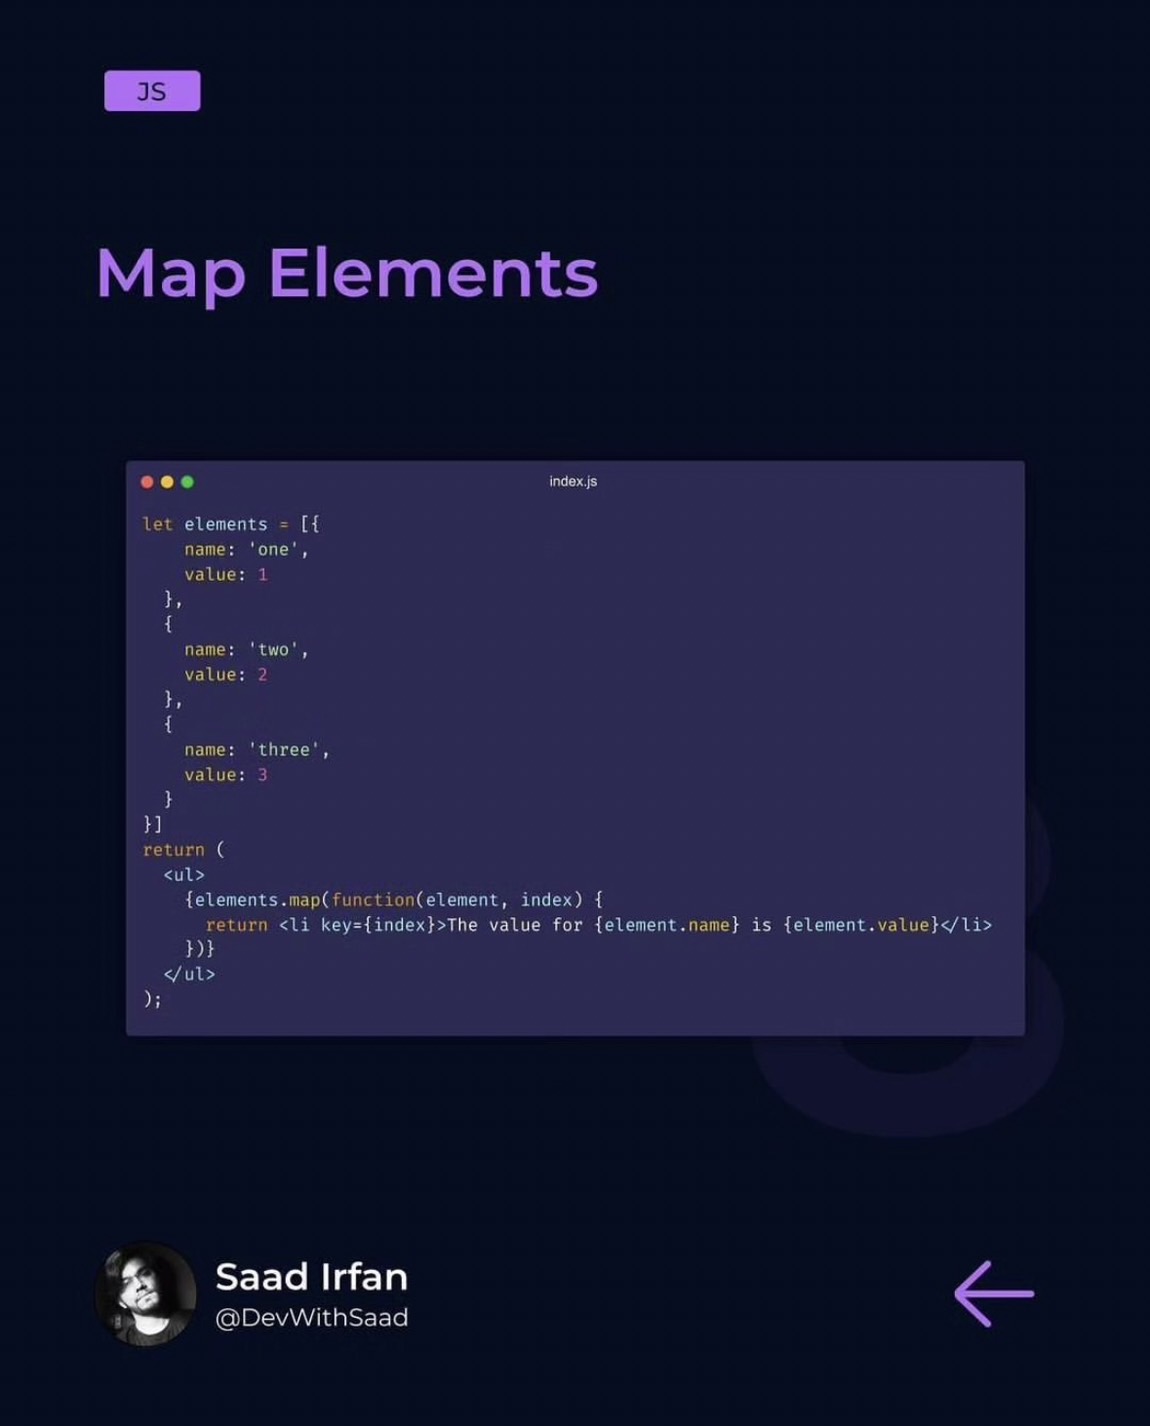 JS
Map Elements
index.js
let elements = [{
    name: 'one',
    value: 1
  },
  {
    name: 'two',
    value: 2
  },
  {
    name: 'three',
    value: 3
  }
}]
return (
  <ul>
    {elements.map(function(element, index) {
      return <li key={index}>The value for {element.name} is {element.value}</li>
    })}
  </ul>
);
Saad Irfan
@DevWithSaad